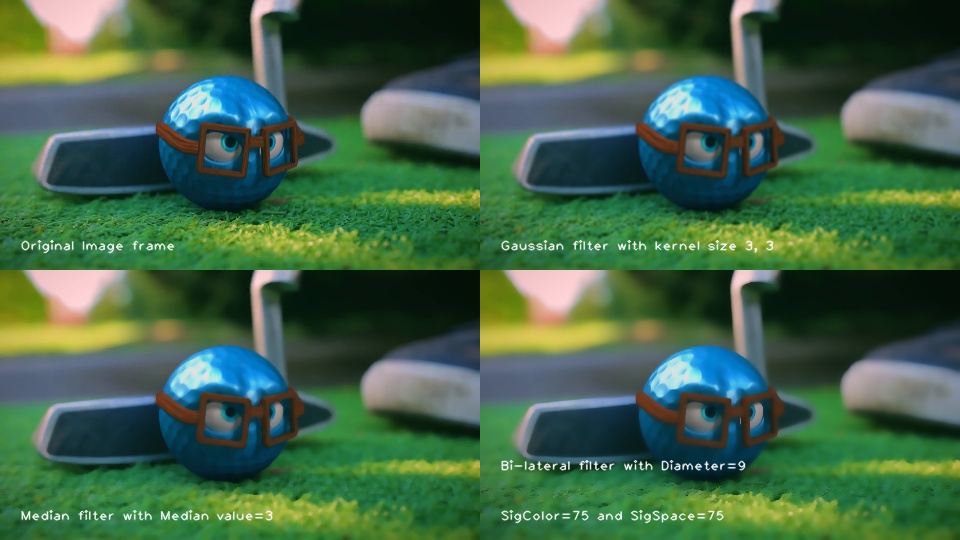 Original Image frame
Gaussian filter with kernel size 3, 3
Median filter with Median value=3
Bi-lateral filter with Diameter=9
SigColor=75 and SigSpace=75